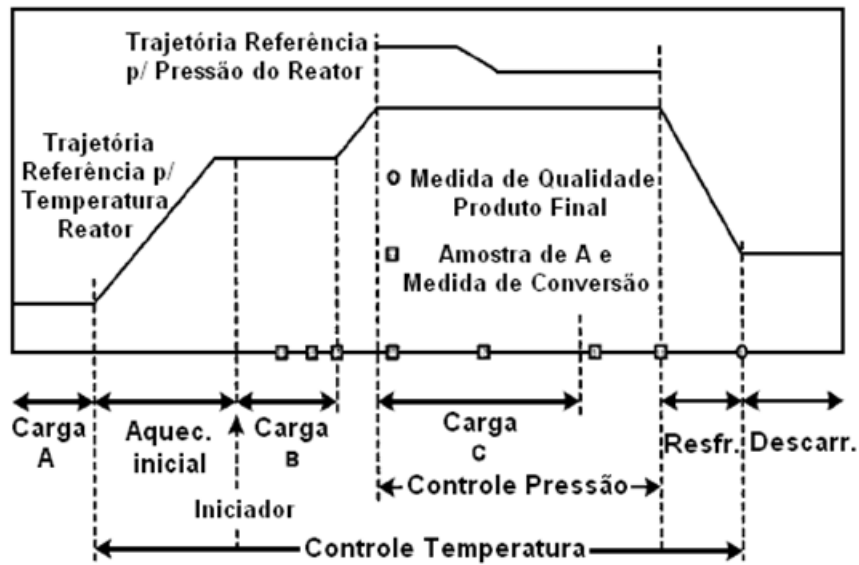 Trajetória Referência
p/ Pressão do Reator
Trajetória
Referência p/
Temperatura
Reator
Medida de Qualidade
Produto Final
Amostra de A e
Medida de Conversão
Carga
A
Aquec.
inicial
Carga
B
Carga
C
Resfr.
Descarr.
Controle Pressão
Iniciador
Controle Temperatura